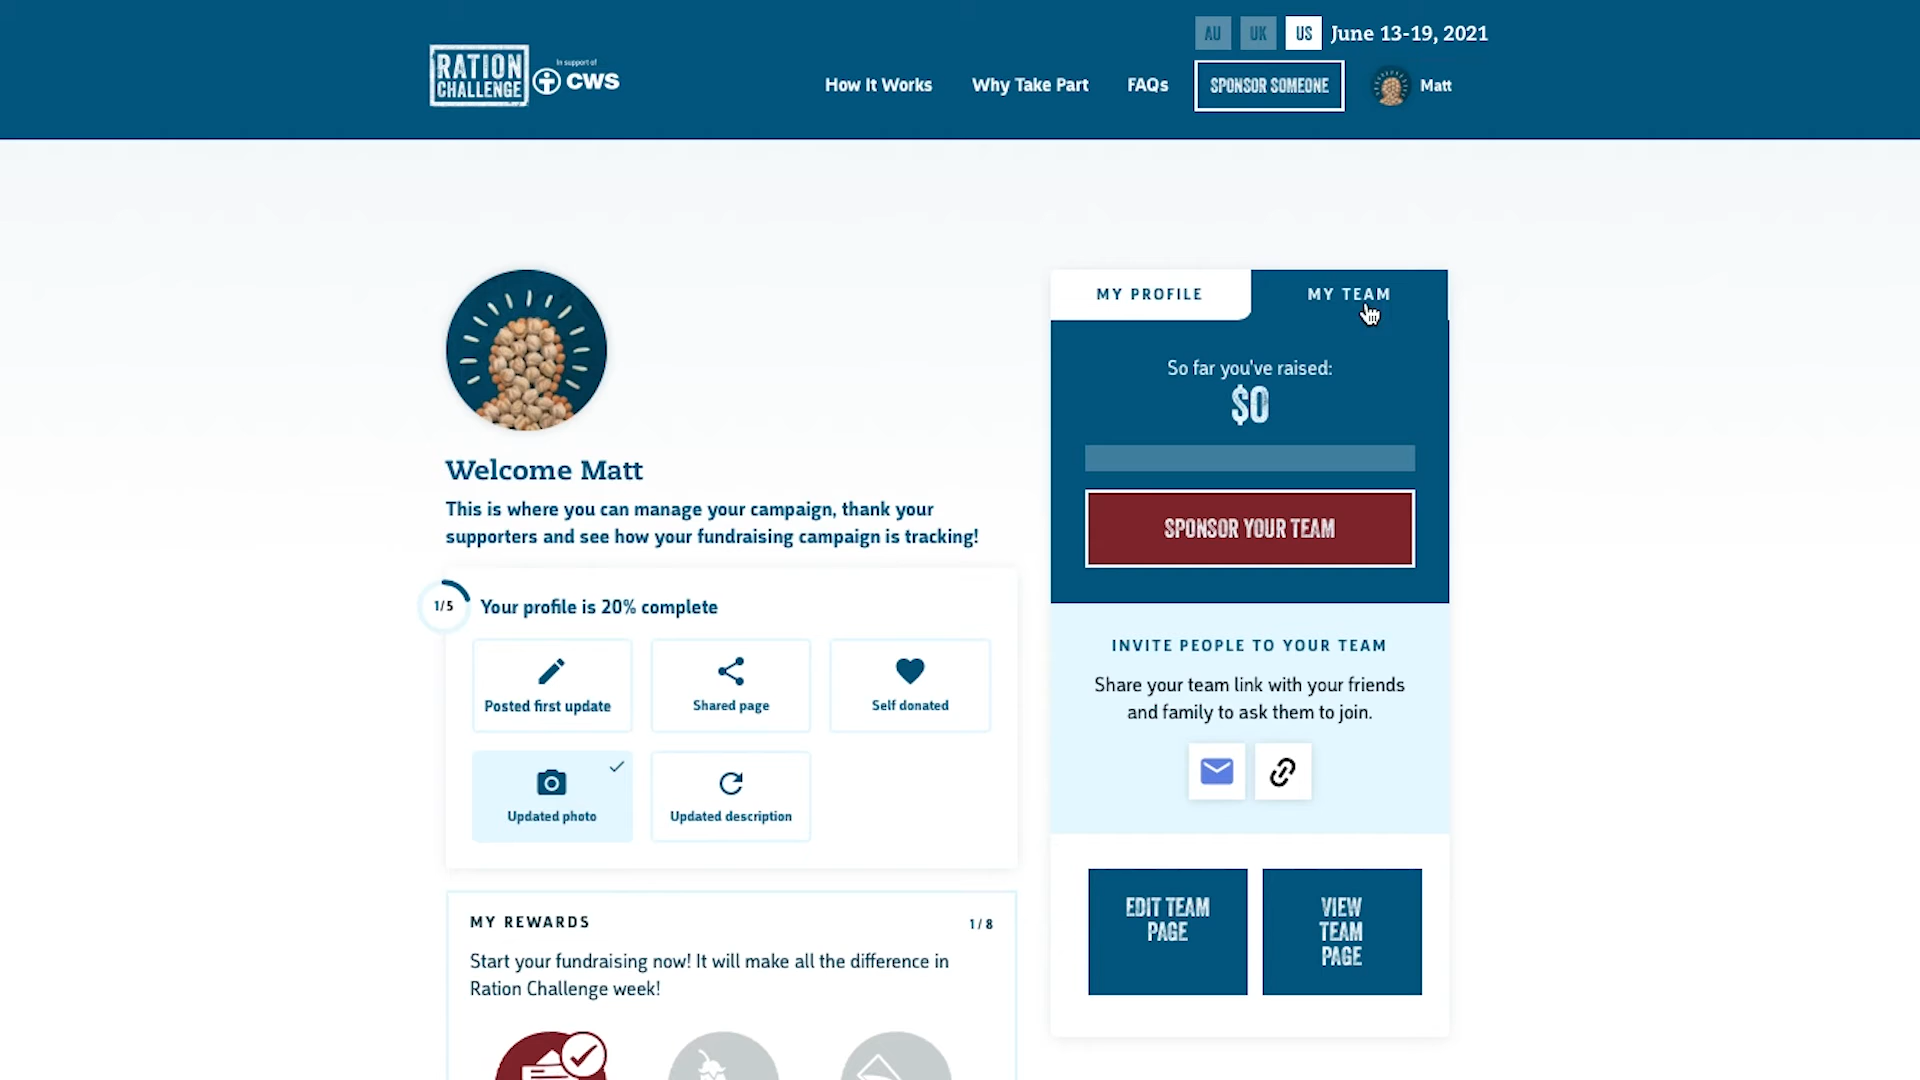 AU UK US June 13-19, 2021
RATION
CHALLENGE
In support of
CWS
How It Works Why Take Part FAQs SPONSOR SOMEONE Matt
MY PROFILE MY TEAM
So far you've raised:
$0
SPONSOR YOUR TEAM
Welcome Matt
This is where you can manage your campaign, thank your
supporters and see how your fundraising campaign is tracking!
1/5 Your profile is 20% complete
Posted first update Shared page Self donated
Updated photo Updated description
INVITE PEOPLE TO YOUR TEAM
Share your team link with your friends
and family to ask them to join.
EDIT TEAM
PAGE
VIEW
TEAM
PAGE
MY REWARDS 1/8
Start your fundraising now! It will make all the difference in
Ration Challenge week!